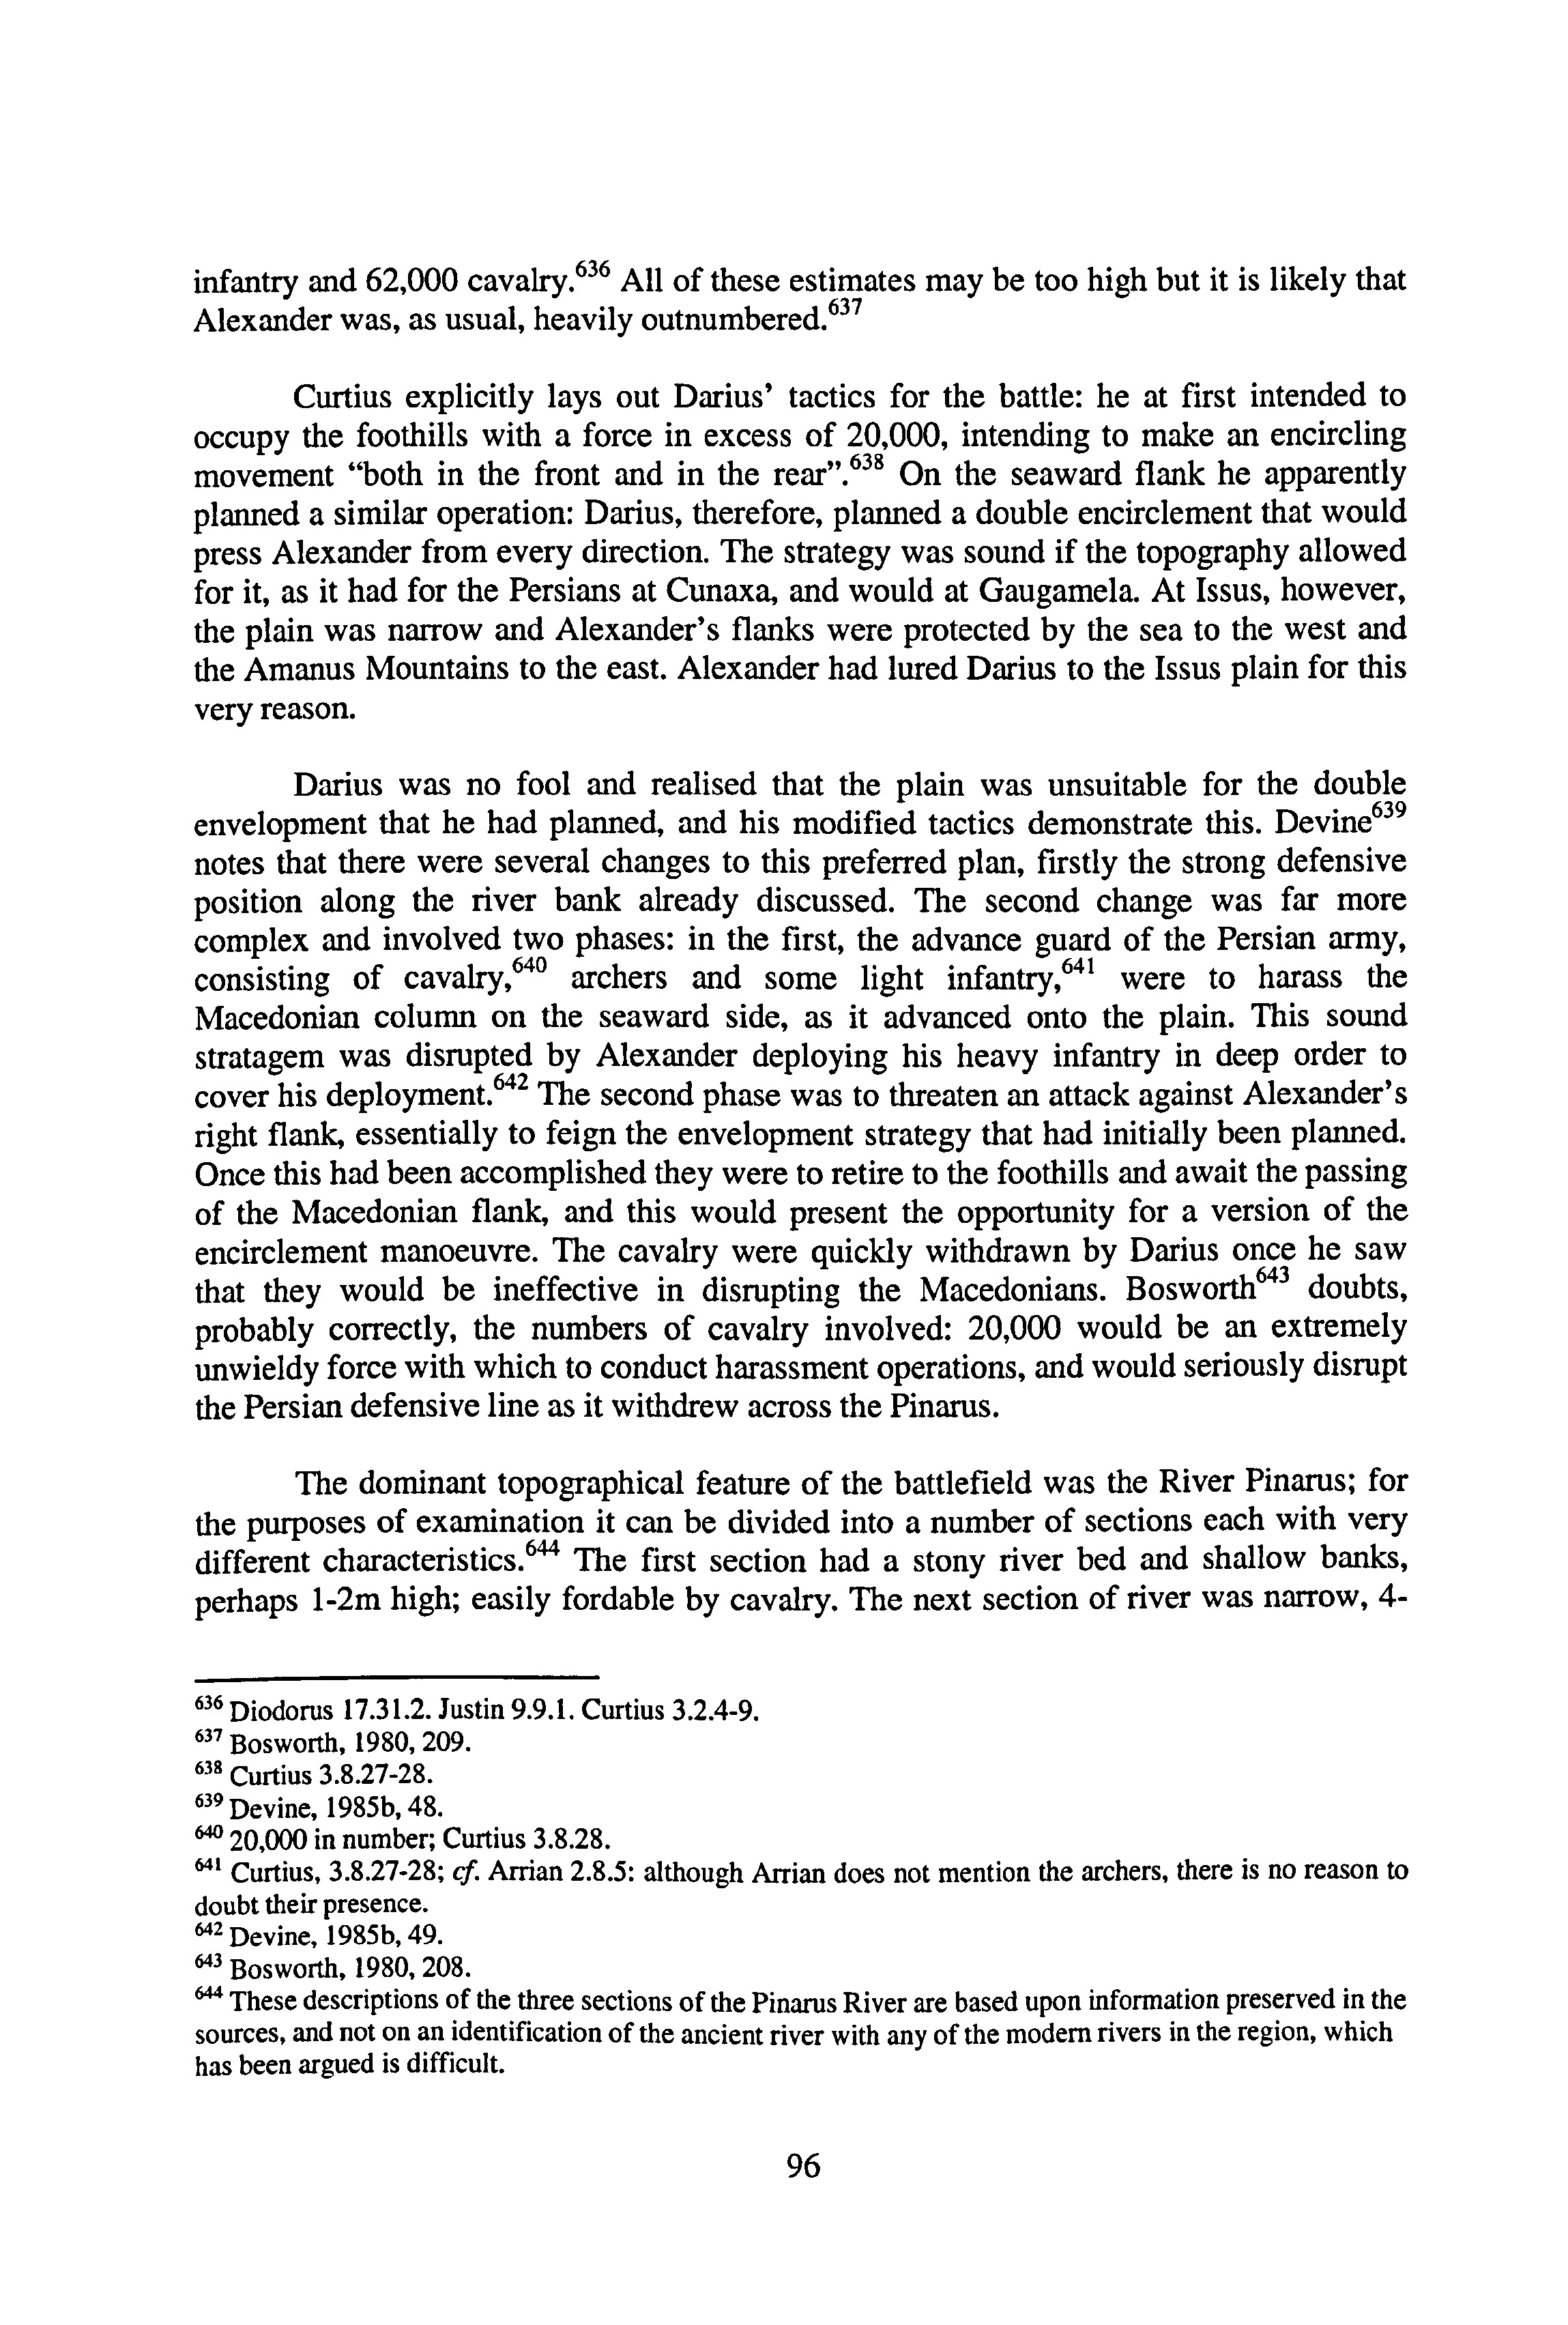 infantry and 62,000 cavalry.636 All of these estimates may be too high but it is likely that
Alexander was, as usual, heavily outnumbered.637
Curtius explicitly lays out Darius’ tactics for the battle: he at first intended to
occupy the foothills with a force in excess of 20,000, intending to make an encircling
movement “both in the front and in the rear”.638 On the seaward flank he apparently
planned a similar operation: Darius, therefore, planned a double encirclement that would
press Alexander from every direction. The strategy was sound if the topography allowed
for it, as it had for the Persians at Cunaxa, and would at Gaugamela. At Issus, however,
the plain was narrow and Alexander’s flanks were protected by the sea to the west and
the Amanus Mountains to the east. Alexander had lured Darius to the Issus plain for this
very reason.
Darius was no fool and realised that the plain was unsuitable for the double
envelopment that he had planned, and his modified tactics demonstrate this. Devine639
notes that there were several changes to this preferred plan, firstly the strong defensive
position along the river bank already discussed. The second change was far more
complex and involved two phases: in the first, the advance guard of the Persian army,
consisting of cavalry,640 archers and some light infantry,641 were to harass the
Macedonian column on the seaward side, as it advanced onto the plain. This sound
stratagem was disrupted by Alexander deploying his heavy infantry in deep order to
cover his deployment.642 The second phase was to threaten an attack against Alexander’s
right flank, essentially to feign the envelopment strategy that had initially been planned.
Once this had been accomplished they were to retire to the foothills and await the passing
of the Macedonian flank, and this would present the opportunity for a version of the
encirclement manoeuvre. The cavalry were quickly withdrawn by Darius once he saw
that they would be ineffective in disrupting the Macedonians. Bosworth643 doubts,
probably correctly, the numbers of cavalry involved: 20,000 would be an extremely
unwieldy force with which to conduct harassment operations, and would seriously disrupt
the Persian defensive line as it withdrew across the Pinarus.
The dominant topographical feature of the battlefield was the River Pinarus; for
the purposes of examination it can be divided into a number of sections each with very
different characteristics.644 The first section had a stony river bed and shallow banks,
perhaps 1-2m high; easily fordable by cavalry. The next section of river was narrow, 4-
636 Diodorus 17.31.2. Justin 9.9.1. Curtius 3.2.4-9.
637 Bosworth, 1980, 209.
638 Curtius 3.8.27-28.
639 Devine, 1985b, 48.
640 20,000 in number; Curtius 3.8.28.
641 Curtius, 3.8.27-28; cf. Arrian 2.8.5: although Arrian does not mention the archers, there is no reason to
doubt their presence.
642 Devine, 1985b, 49.
643 Bosworth, 1980, 208.
644 These descriptions of the three sections of the Pinarus River are based upon information preserved in the
sources, and not on an identification of the ancient river with any of the modern rivers in the region, which
has been argued is difficult.
96